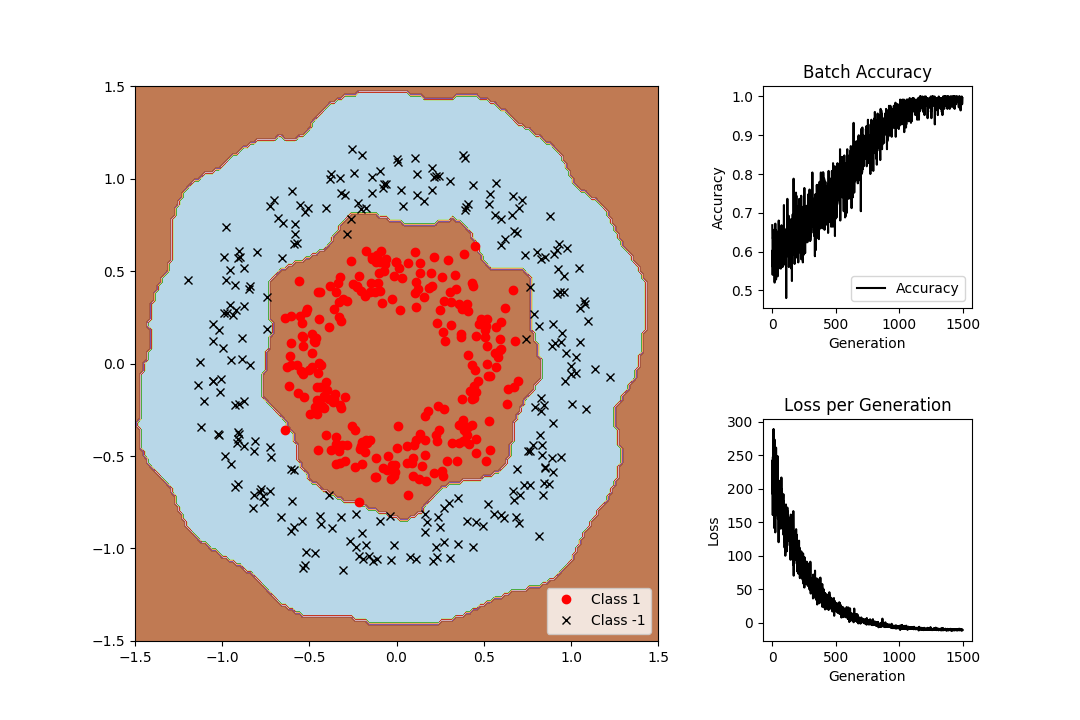 1.5
1.0
0.5
0.0
−0.5
−1.0
−1.5
−1.5 −1.0 −0.5 0.0 0.5 1.0 1.5
Class 1
Class -1
Batch Accuracy
1.0
0.9
0.8
0.7
0.6
0.5
Accuracy
Accuracy
0 500 1000 1500
Generation
Loss per Generation
300
250
200
150
100
50
0
Loss
0 500 1000 1500
Generation